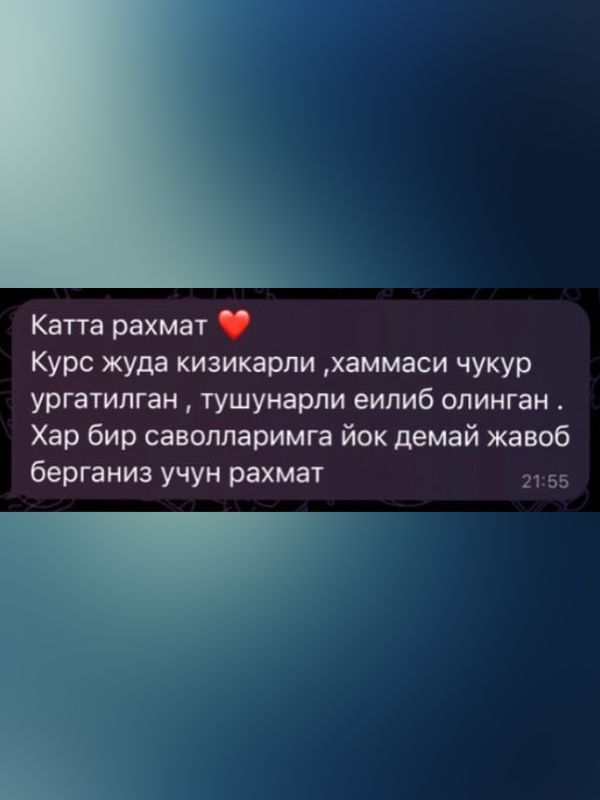 Катта рахмат ❤️
Курс жуда кизикарли ,хаммаси чукур
ургатилган , тушунарли еилиб олинган .
Хар бир саволларимга йок демай жавоб
берганиз учун рахмат
21:55